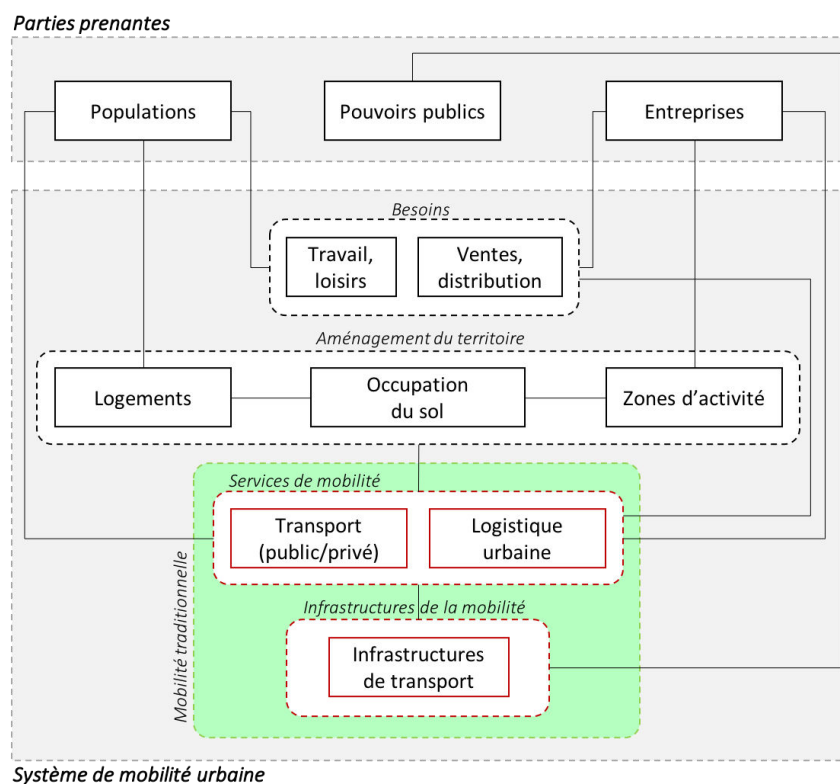 Parties prenantes
Populations
Pouvoirs publics
Entreprises
Besoins
Travail,
loisirs
Ventes,
distribution
Aménagement du territoire
Logements
Occupation
du sol
Zones d’activité
Services de mobilité
Transport
(public/privé)
Logistique
urbaine
Mobilité traditionnelle
Infrastructures de la mobilité
Infrastructures
de transport
Système de mobilité urbaine